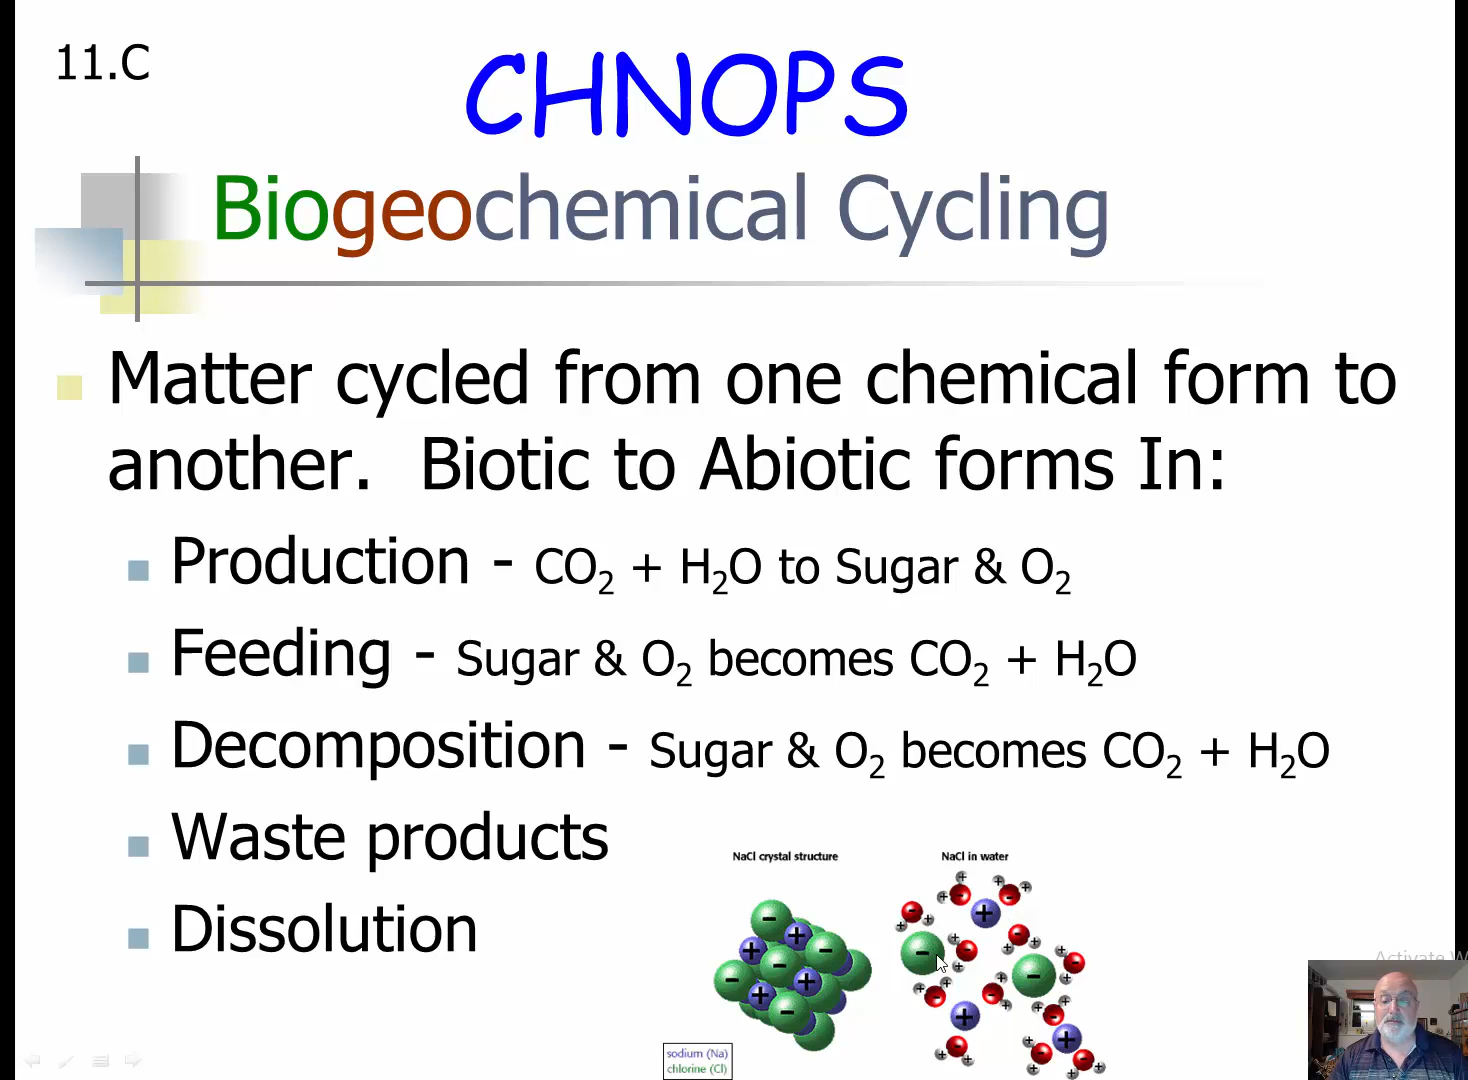 11.C
CHNOPS
Biogeochemical Cycling
Matter cycled from one chemical form to
another. Biotic to Abiotic forms In:
Production - CO₂ + H₂O to Sugar & O₂
Feeding - Sugar & O₂ becomes CO₂ + H₂O
Decomposition - Sugar & O₂ becomes CO₂ + H₂O
Waste products
Dissolution
NaCl crystal structure
NaCl in water
sodium (Na)
chlorine (Cl)
Activate